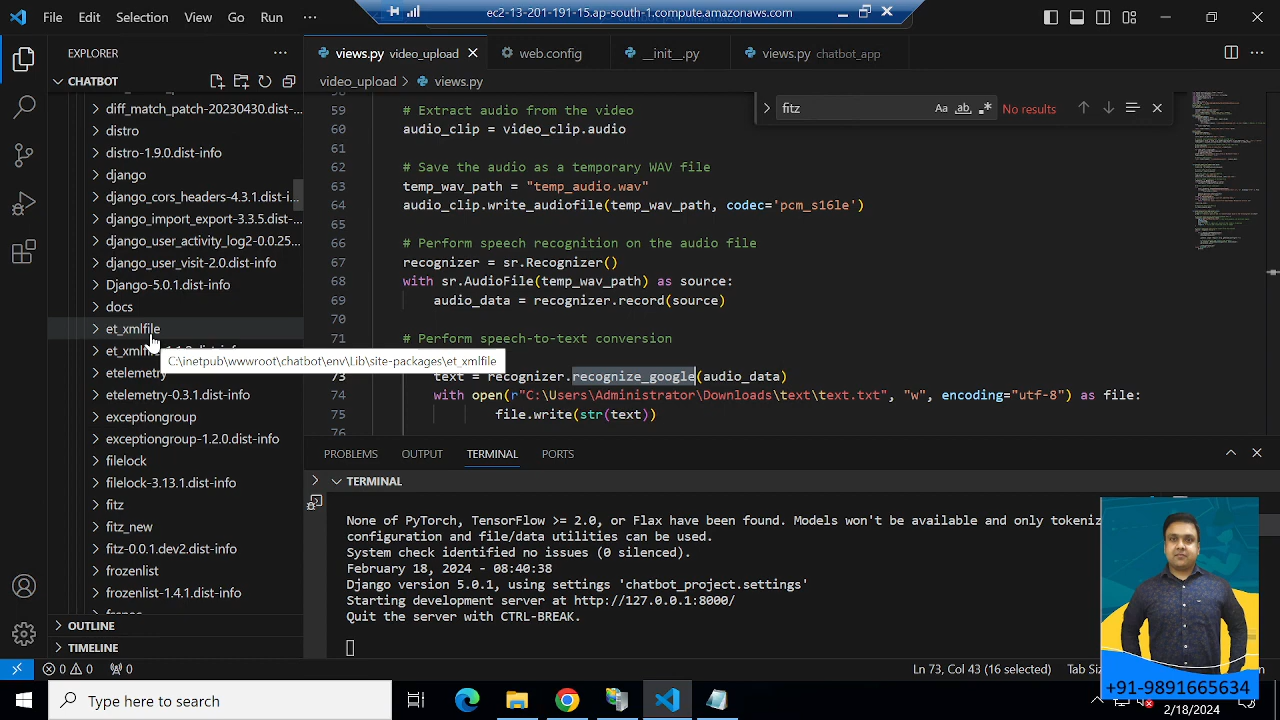 File Edit Selection View Go Run ···
ec2-13-201-191-15.ap-south-1.compute.amazonaws.com
EXPLORER
CHATBOT
diff_match_patch-20230430.dist-...
distro
distro-1.9.0.dist-info
django
django_cors_headers-4.3.1.dist-i...
django_import_export-3.3.5.dist-...
django_user_activity_log2-0.0.25...
django_user_visit-2.0.dist-info
Django-5.0.1.dist-info
docs
et_xmlfile
C:\inetpub\wwwroot\chatbot\env\Lib\site-packages\et_xmlfile
etelemetry
etelemetry-0.3.1.dist-info
exceptiongroup
exceptiongroup-1.2.0.dist-info
filelock
filelock-3.13.1.dist-info
fitz
fitz_new
fitz-0.0.1.dev2.dist-info
frozenlist
frozenlist-1.4.1.dist-info
OUTLINE
TIMELINE
views.py video_upload
web.config
__init__.py
views.py chatbot_app
video_upload > views.py
fitz
No results
59 # Extract audio from the video
60 audio_clip = video_clip.audio
61
62 # Save the audio as a temporary WAV file
63 temp_wav_path = "temp_audio.wav"
64 audio_clip.write_audiofile(temp_wav_path, codec='pcm_s16le')
65
66 # Perform speech recognition on the audio file
67 recognizer = sr.Recognizer()
68 with sr.AudioFile(temp_wav_path) as source:
69 audio_data = recognizer.record(source)
70
71 # Perform speech-to-text conversion
73 text = recognizer.recognize_google(audio_data)
74 with open(r"C:\Users\Administrator\Downloads\text\text.txt", "w", encoding="utf-8") as file:
75 file.write(str(text))
76
PROBLEMS OUTPUT TERMINAL PORTS
TERMINAL
None of PyTorch, TensorFlow >= 2.0, or Flax have been found. Models won't be available and only tokeniz
configuration and file/data utilities can be used.
System check identified no issues (0 silenced).
February 18, 2024 - 08:40:38
Django version 5.0.1, using settings 'chatbot_project.settings'
Starting development server at http://127.0.0.1:8000/
Quit the server with CTRL-BREAK.
0 0 0
Ln 73, Col 43 (16 selected)
Tab Siz
+91-9891665634
Type here to search
2/18/2024